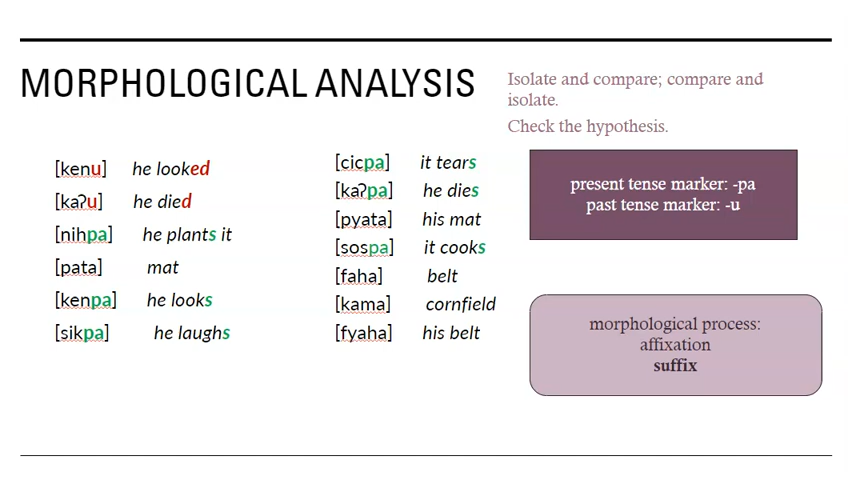 MORPHOLOGICAL ANALYSIS
Isolate and compare; compare and
isolate.
Check the hypothesis.
[kenu] he looked
[kaʔu] he died
[nihpa] he plants it
[pata] mat
[kenpa] he looks
[sikpa] he laughs
[cicpa] it tears
[kaʔpa] he dies
[pyata] his mat
[sospa] it cooks
[faha] belt
[kama] cornfield
[fyaha] his belt
present tense marker: -pa
past tense marker: -u
morphological process:
affixation
suffix